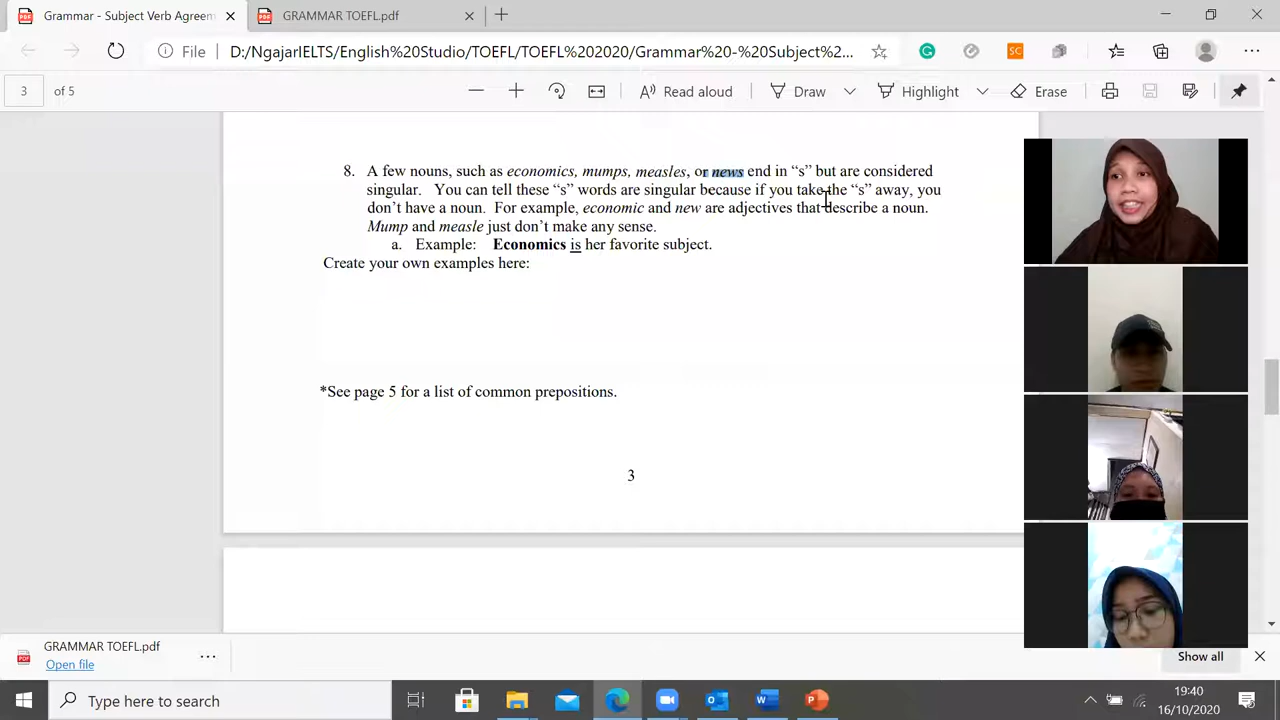 Grammar - Subject Verb Agreem
GRAMMAR TOEFL.pdf
File
D:/NgajarIELTS/English%20Studio/TOEFL/TOEFL%202020/Grammar%20-%20Subject%2...
3
of 5
Read aloud
Draw
Highlight
Erase
8. A few nouns, such as economics, mumps, measles, or news end in “s” but are considered
singular. You can tell these “s” words are singular because if you take the “s” away, you
don’t have a noun. For example, economic and new are adjectives that describe a noun.
Mump and measle just don’t make any sense.
a. Example: Economics is her favorite subject.
Create your own examples here:
*See page 5 for a list of common prepositions.
3
GRAMMAR TOEFL.pdf
Open file
Show all
Type here to search
19:40
16/10/2020